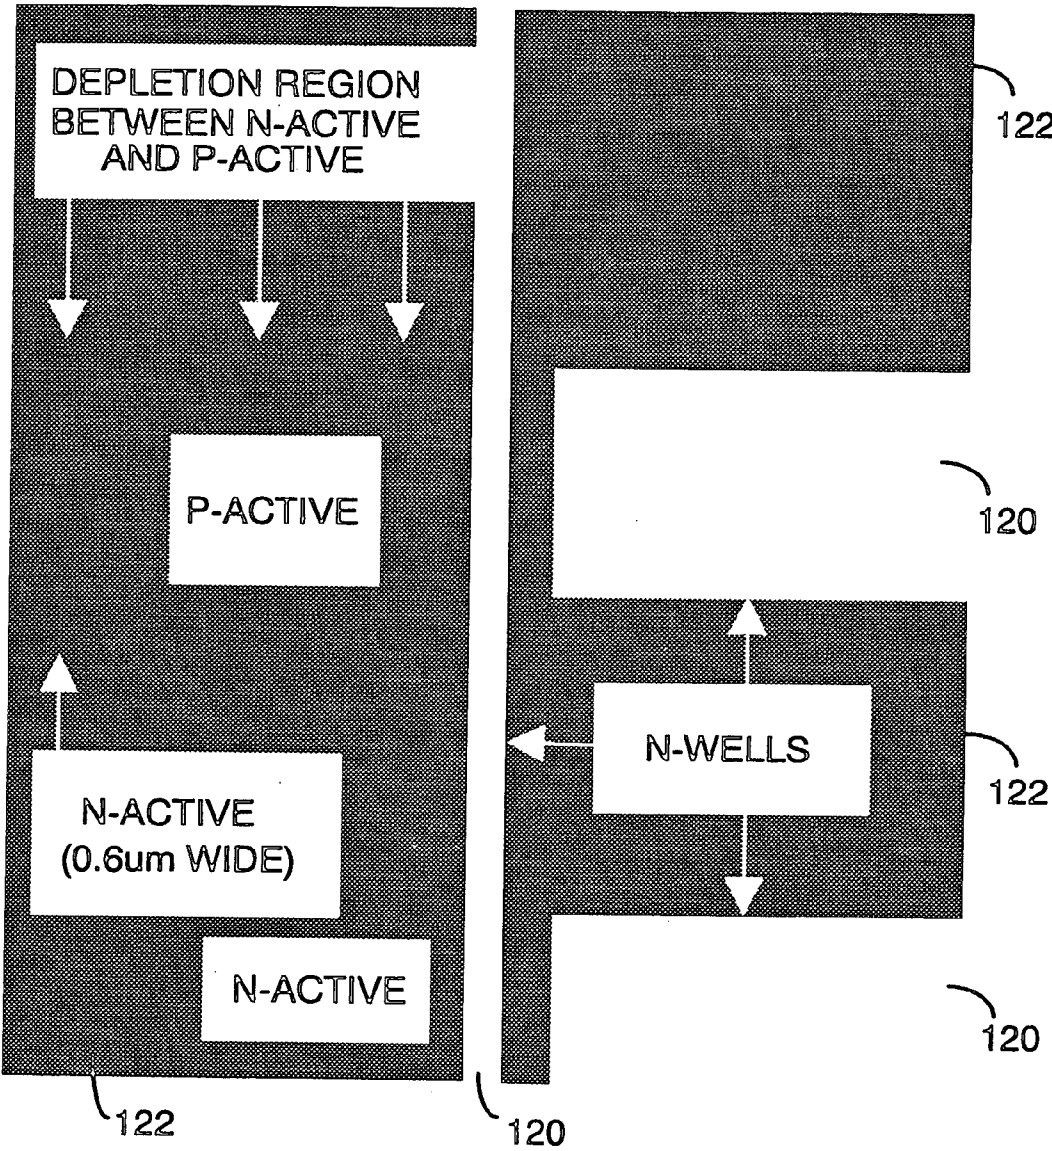 DEPLETION REGION
BETWEEN N-ACTIVE
AND P-ACTIVE
122
P-ACTIVE
120
N-WELLS
122
N-ACTIVE
(0.6um WIDE)
N-ACTIVE
120
122
120